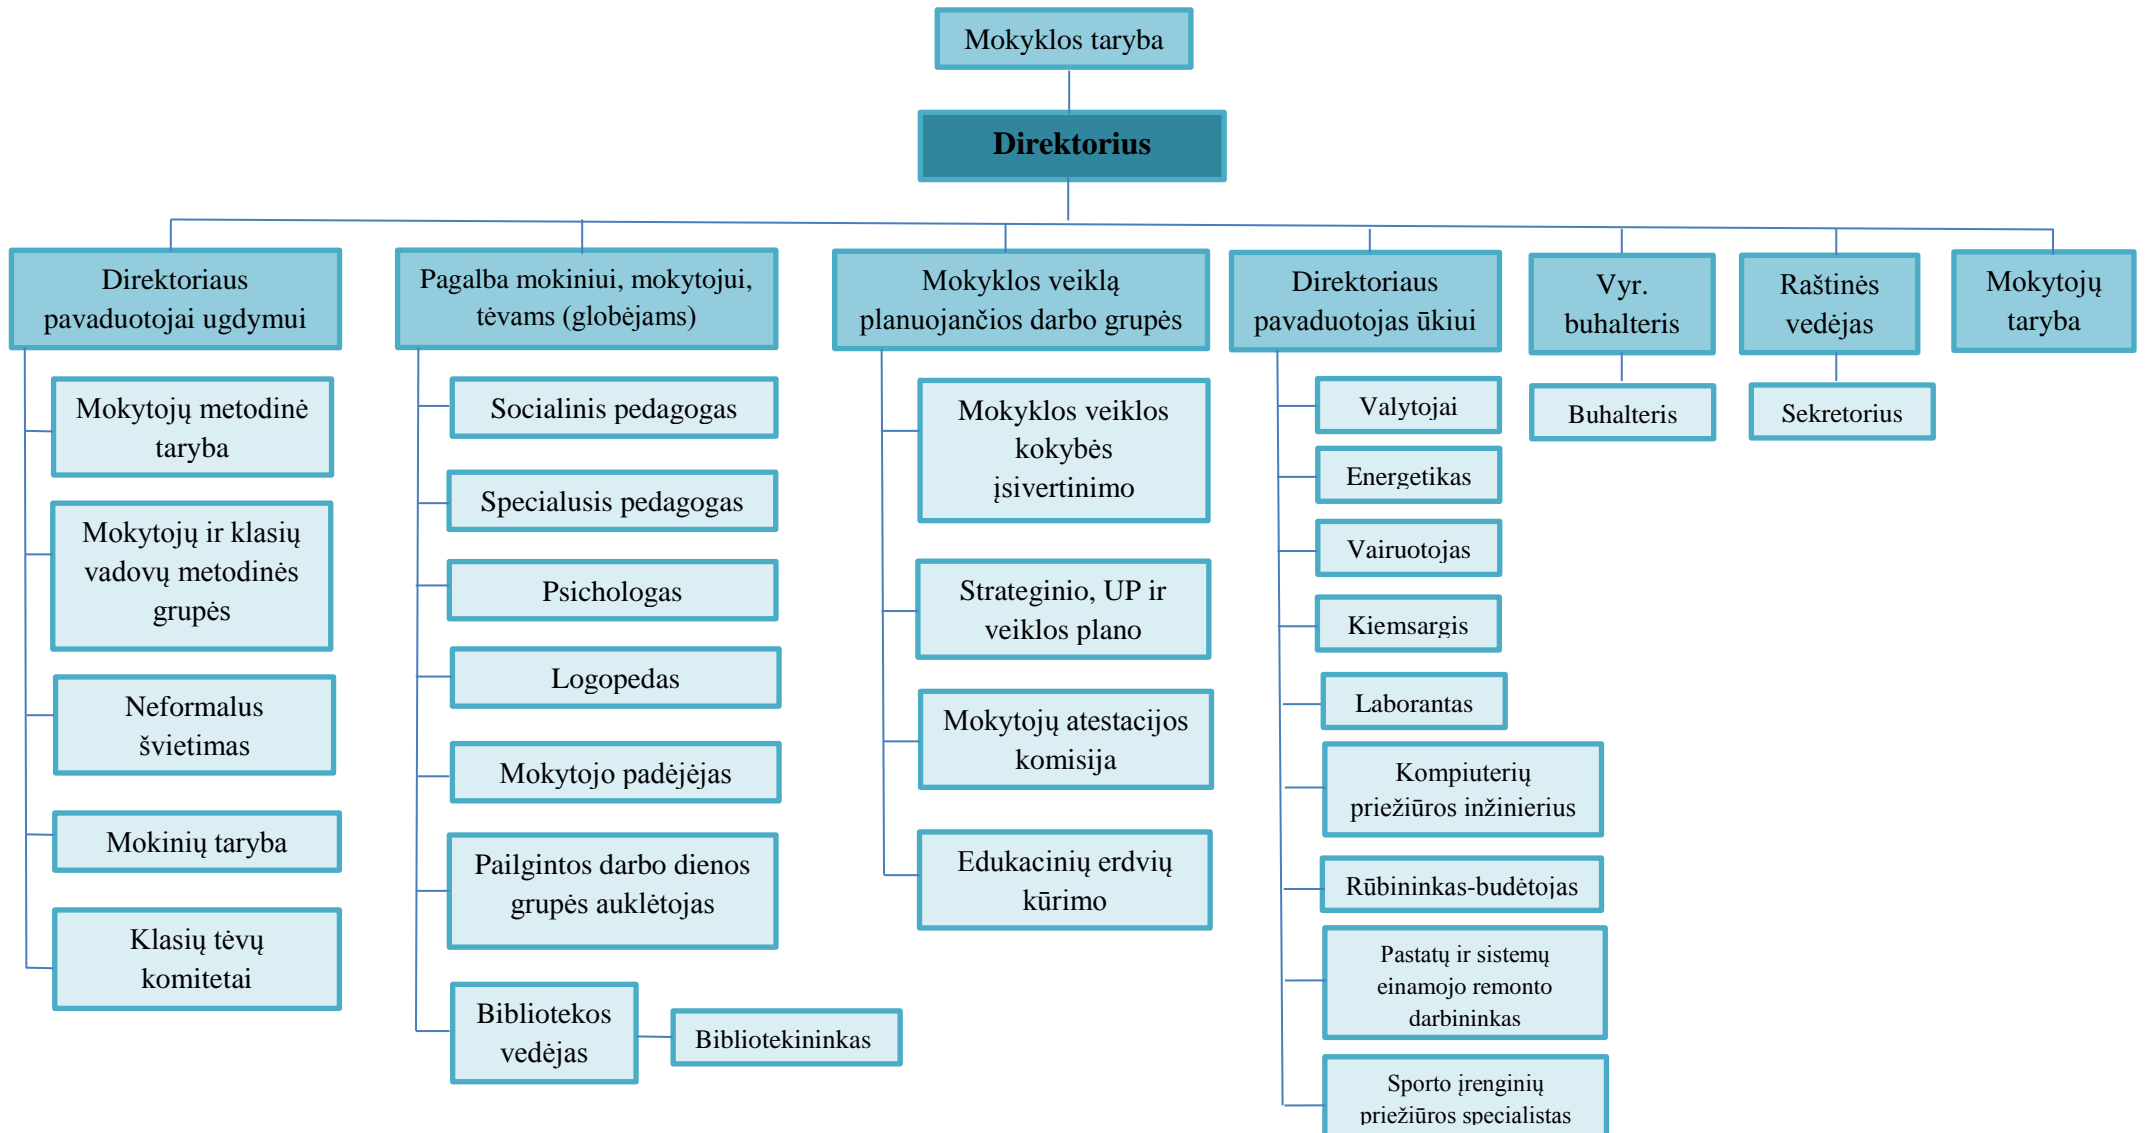 Mokyklos taryba
Direktorius
Direktoriaus
pavaduotojai ugdymui
Mokytojų metodinė
taryba
Mokytojų ir klasių
vadovų metodinės
grupės
Neformalus
švietimas
Mokinių taryba
Klasių tėvų
komitetai
Pagalba mokiniui, mokytojui,
tėvams (globėjams)
Socialinis pedagogas
Specialusis pedagogas
Psichologas
Logopedas
Mokytojo padėjėjas
Pailgintos darbo dienos
grupės auklėtojas
Bibliotekos
vedėjas
Bibliotekininkas
Mokyklos veiklą
planuojančios darbo grupės
Mokyklos veiklos
kokybės
įsivertinimo
Strateginio, UP ir
veiklos plano
Mokytojų atestacijos
komisija
Edukacinių erdvių
kūrimo
Direktoriaus
pavaduotojas ūkiui
Valytojai
Energetikas
Vairuotojas
Kiemsargis
Laborantas
Kompiuterių
priežiūros inžinierius
Rūbininkas-budėtojas
Pastatų ir sistemų
einamojo remonto
darbininkas
Sporto įrenginių
priežiūros specialistas
Vyr.
buhalteris
Buhalteris
Raštinės
vedėjas
Sekretorius
Mokytojų
taryba